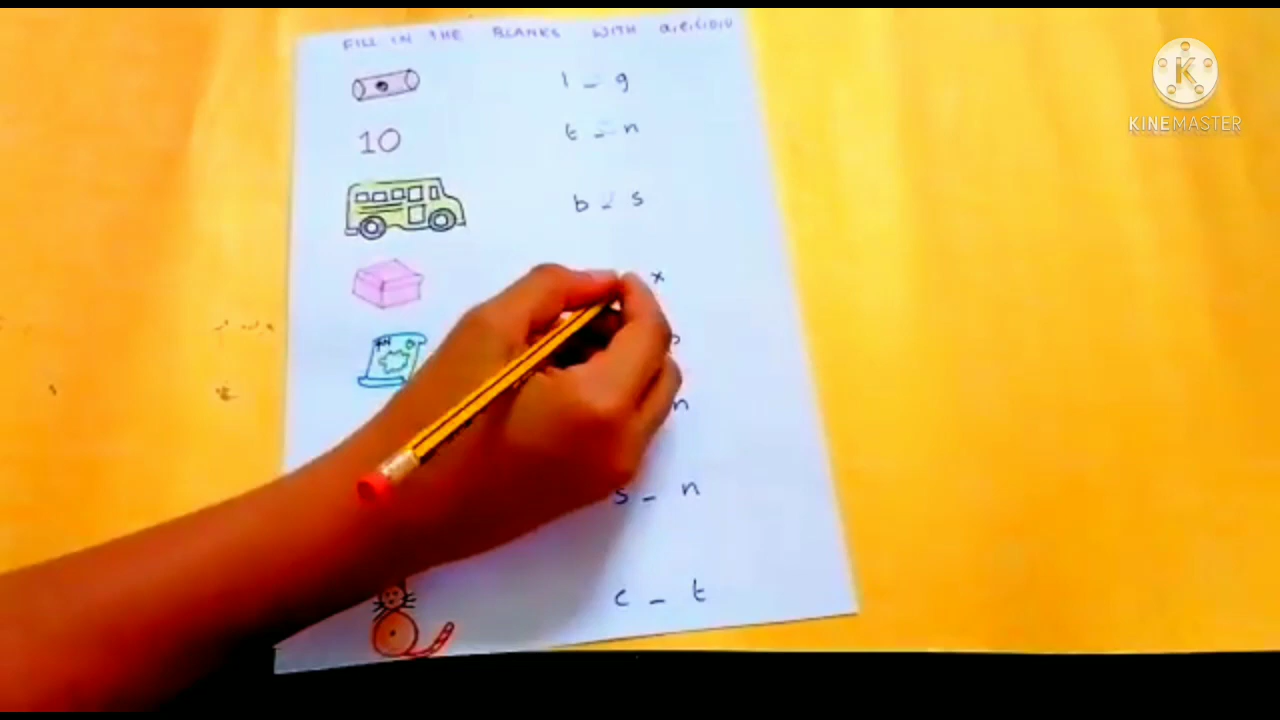 FILL IN THE BLANKS WITH a,e,i,o,u
l _ g
10 t _ n
b _ s
x
N
n
s _ n
c _ t
K
KINEMASTER